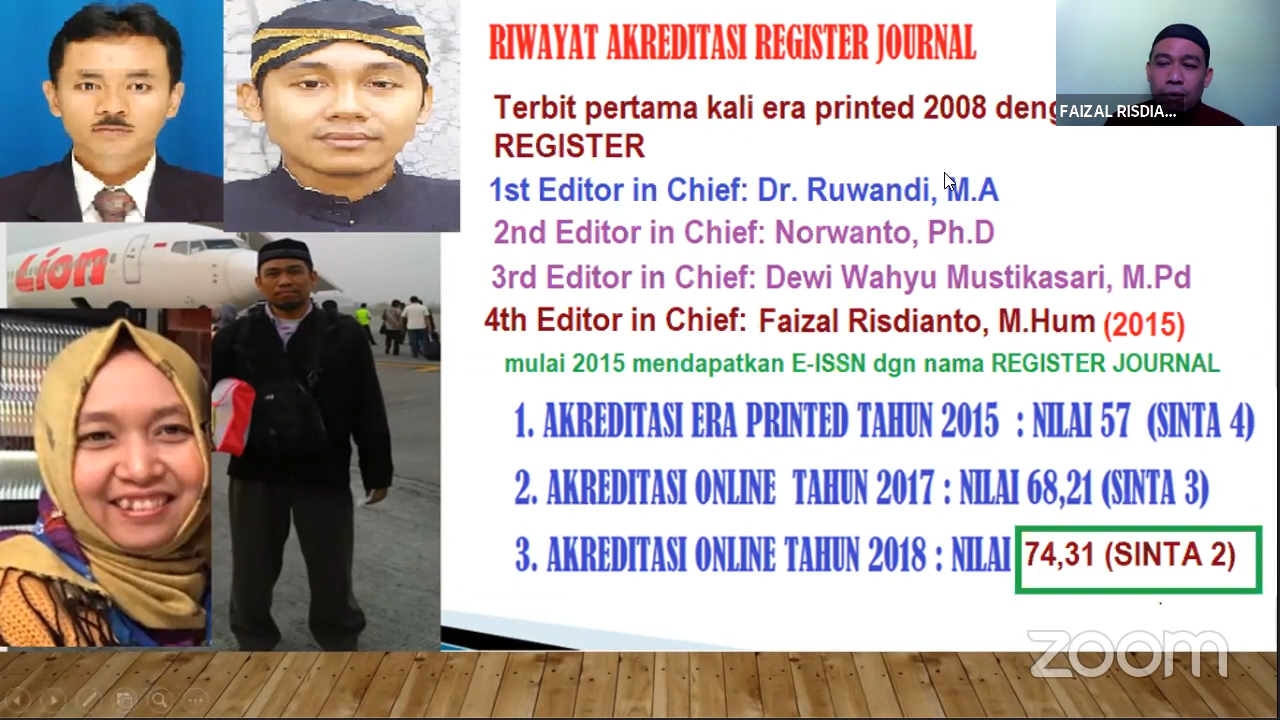 RIWAYAT AKREDITASI REGISTER JOURNAL
FAIZAL RISDIA...
Terbit pertama kali era printed 2008
REGISTER
1st Editor in Chief: Dr. Ruwandi, M.A
2nd Editor in Chief: Norwanto, Ph.D
3rd Editor in Chief: Dewi Wahyu Mustikasari, M.Pd
4th Editor in Chief: Faizal Risdianto, M.Hum (2015)
mulai 2015 mendapatkan E-ISSN dgn nama REGISTER JOURNAL
1. AKREDITASI ERA PRINTED TAHUN 2015 : NILAI 57 (SINTA 4)
2. AKREDITASI ONLINE TAHUN 2017 : NILAI 68,21 (SINTA 3)
3. AKREDITASI ONLINE TAHUN 2018 : NILAI 74,31 (SINTA 2)
Lion
zoom